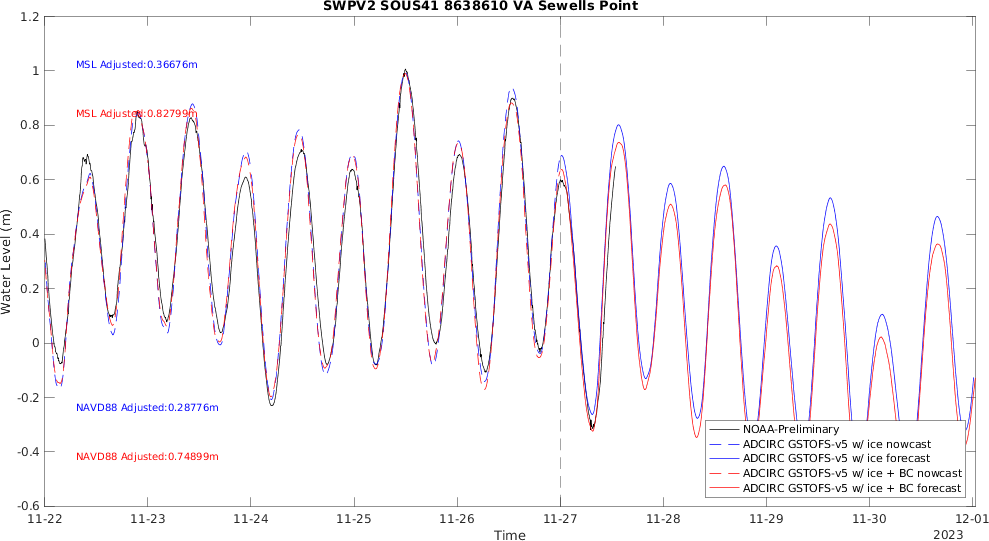 SWPV2 SOUS41 8638610 VA Sewells Point
1.2
1
0.8
0.6
0.4
0.2
0
-0.2
-0.4
-0.6
Water Level (m)
MSL Adjusted:0.36676m
MSL Adjusted:0.82799m
NAVD88 Adjusted:0.28776m
NAVD88 Adjusted:0.74899m
NOAA-Preliminary
ADCIRC GSTOFS-v5 w/ ice nowcast
ADCIRC GSTOFS-v5 w/ ice forecast
ADCIRC GSTOFS-v5 w/ ice + BC nowcast
ADCIRC GSTOFS-v5 w/ ice + BC forecast
11-22 11-23 11-24 11-25 11-26 11-27 11-28 11-29 11-30 12-01
Time
2023